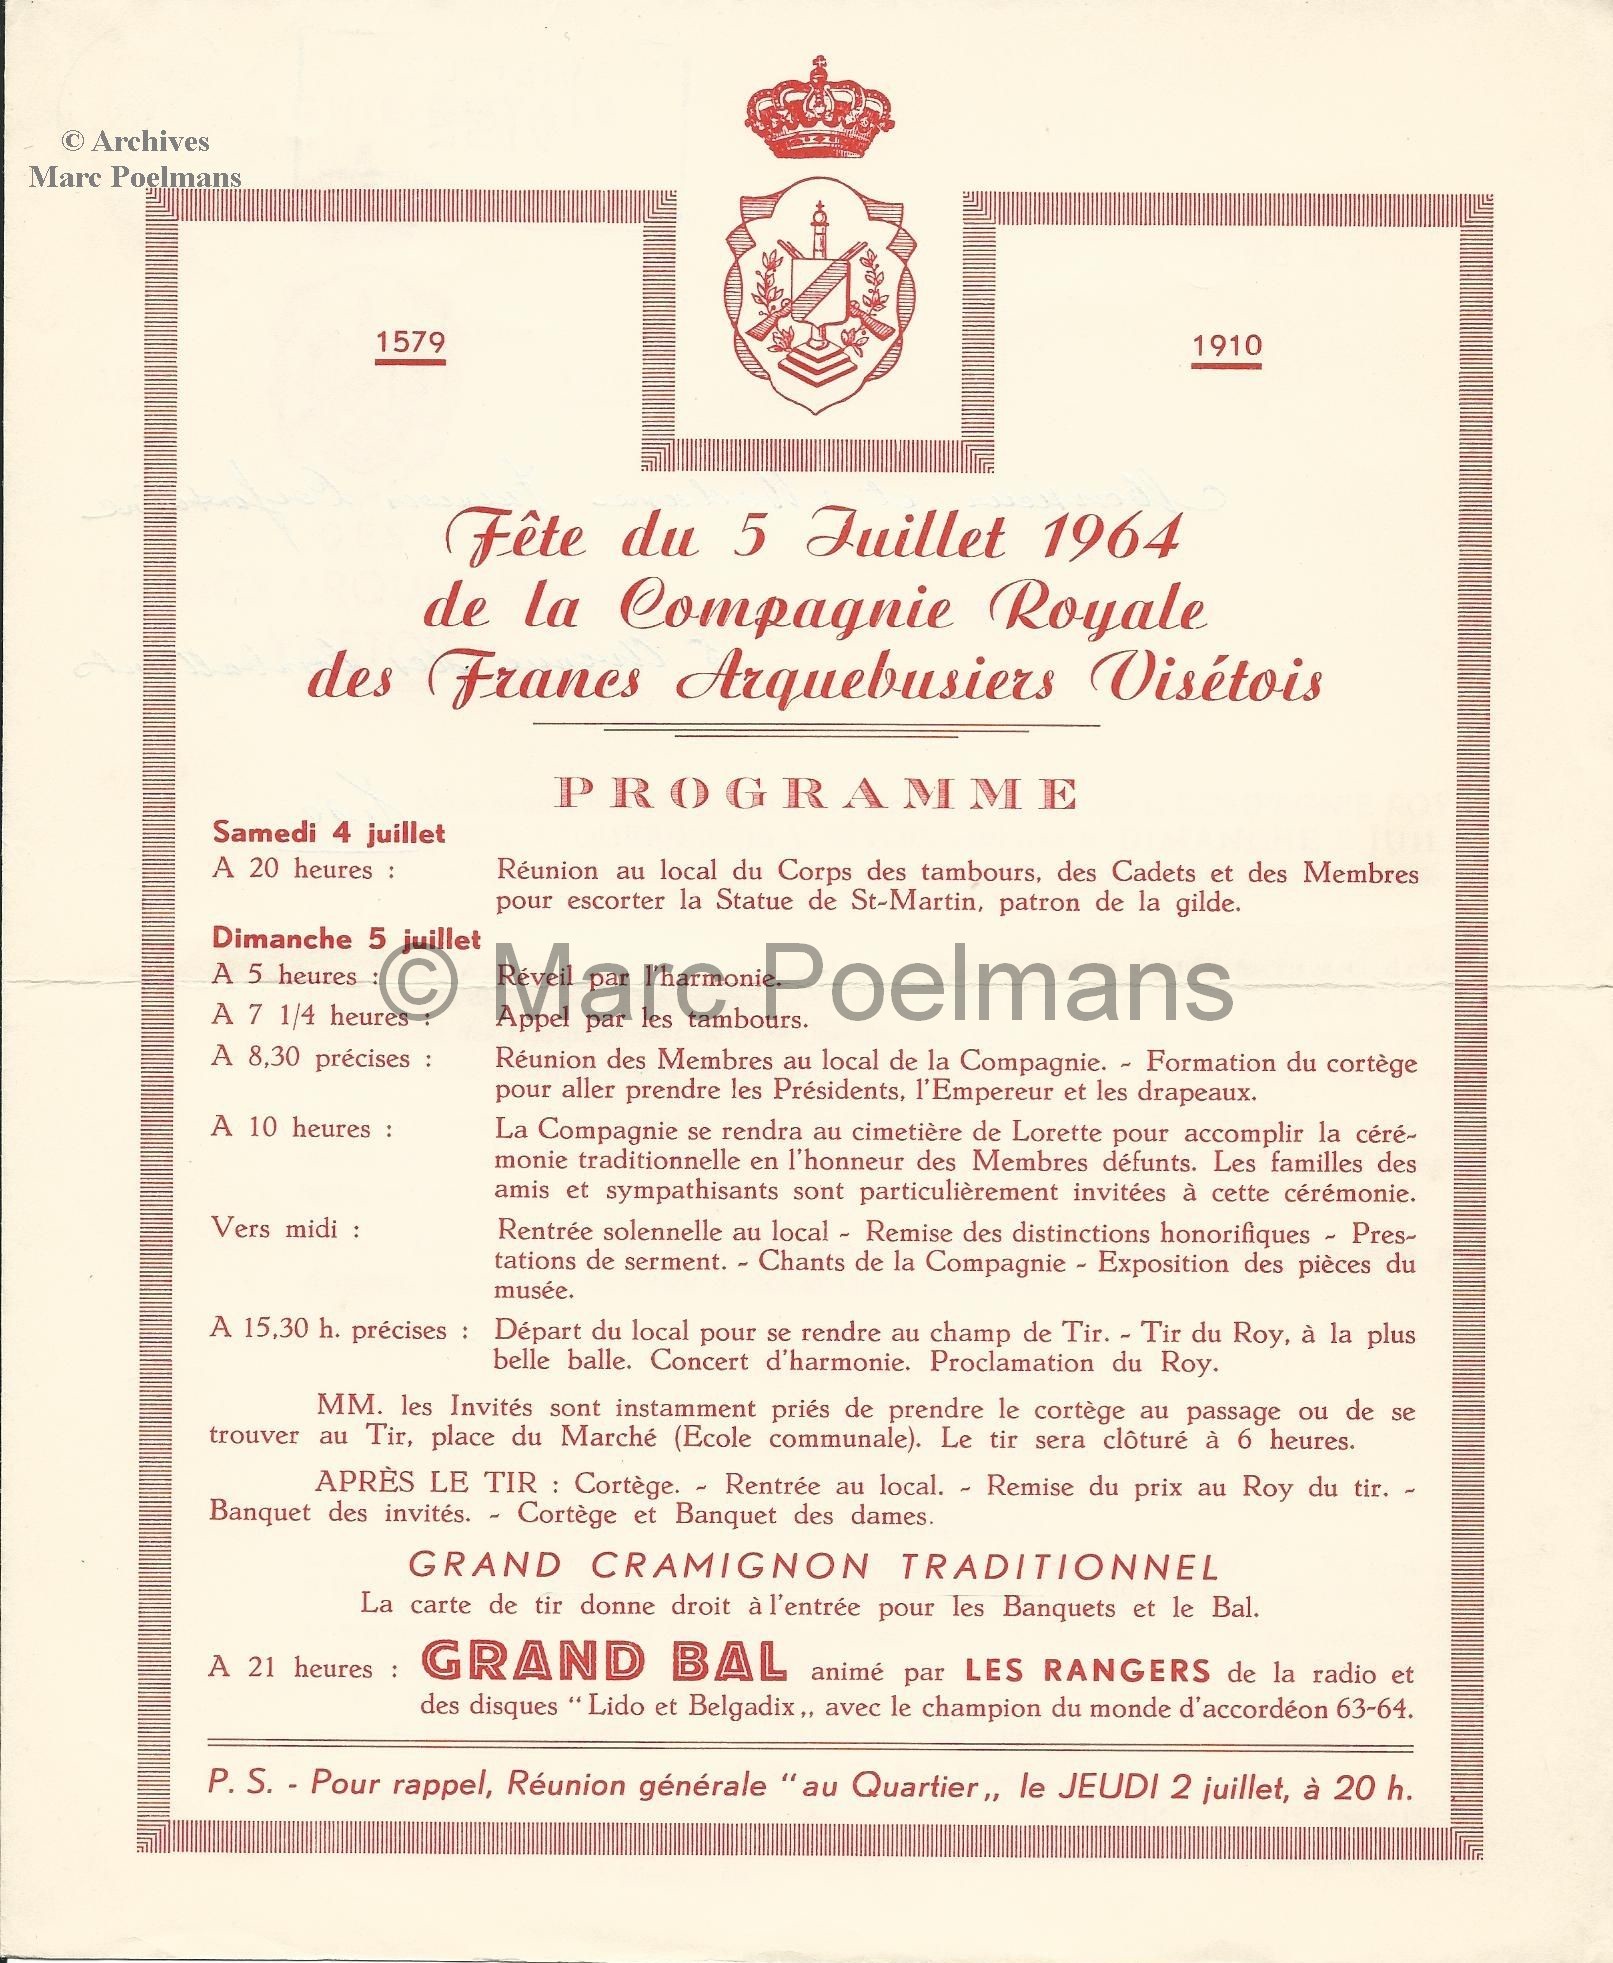 © Archives
Marc Poelmans
1579
1910
Fête du 5 Juillet 1964
de la Compagnie Royale
des Francs Arquebusiers Visétois
PROGRAMME
Samedi 4 juillet
A 20 heures : Réunion au local du Corps des tambours, des Cadets et des Membres
pour escorter la Statue de St-Martin, patron de la gilde.
Dimanche 5 juillet
© Marc Poelmans
A 5 heures : Réveil par l'harmonie.
A 7 1/4 heures : Appel par les tambours.
A 8,30 précises : Réunion des Membres au local de la Compagnie. - Formation du cortège
pour aller prendre les Présidents, l'Empereur et les drapeaux.
A 10 heures : La Compagnie se rendra au cimetière de Lorette pour accomplir la céré-
monie traditionnelle en l'honneur des Membres défunts. Les familles des
amis et sympathisants sont particulièrement invitées à cette cérémonie.
Vers midi : Rentrée solennelle au local - Remise des distinctions honorifiques - Pres-
tations de serment. - Chants de la Compagnie - Exposition des pièces du
musée.
A 15,30 h. précises : Départ du local pour se rendre au champ de Tir. - Tir du Roy, à la plus
belle balle. Concert d'harmonie. Proclamation du Roy.
MM. les Invités sont instamment priés de prendre le cortège au passage ou de se
trouver au Tir, place du Marché (Ecole communale). Le tir sera clôturé à 6 heures.
APRÈS LE TIR : Cortège. - Rentrée au local. - Remise du prix au Roy du tir. -
Banquet des invités. - Cortège et Banquet des dames.
GRAND CRAMIGNON TRADITIONNEL
La carte de tir donne droit à l'entrée pour les Banquets et le Bal.
A 21 heures : GRAND BAL animé par LES RANGERS de la radio et
des disques "Lido et Belgadix„ avec le champion du monde d'accordéon 63-64.
P. S. - Pour rappel, Réunion générale "au Quartier„ le JEUDI 2 juillet, à 20 h.